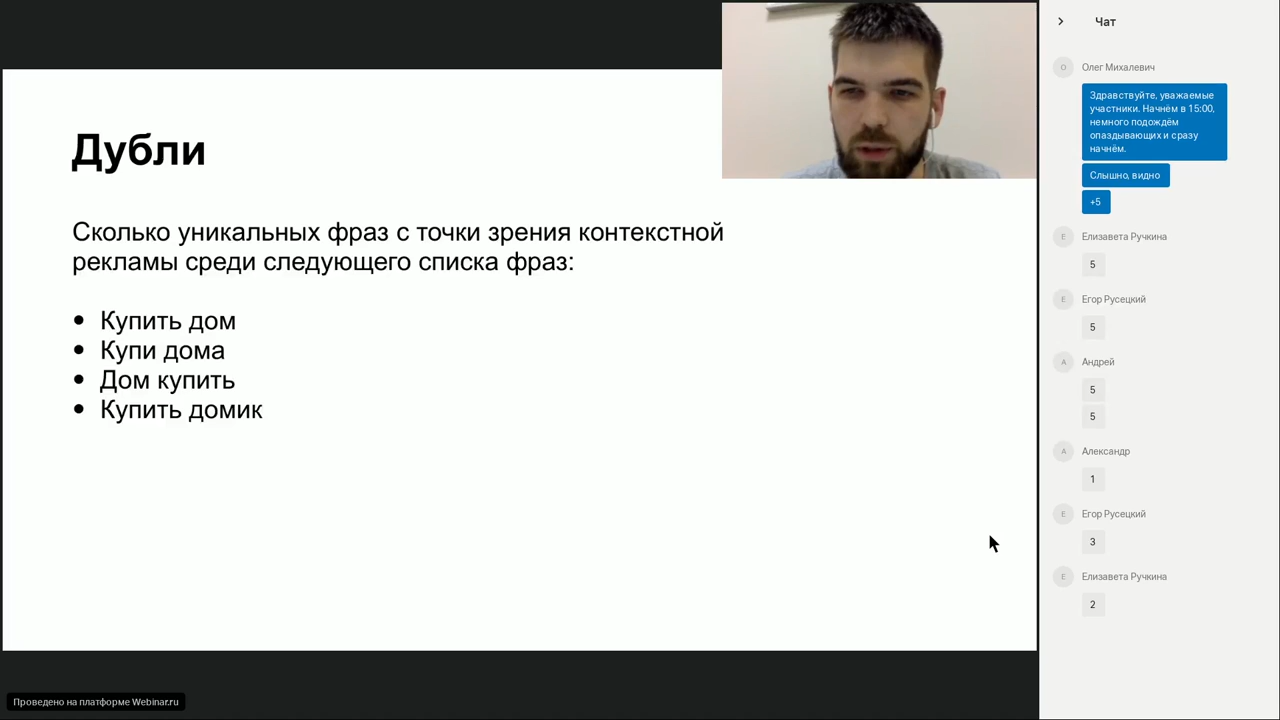 Дубли
Сколько уникальных фраз с точки зрения контекстной
рекламы среди следующего списка фраз:
• Купить дом
• Купи дома
• Дом купить
• Купить домик
Проведено на платформе Webinar.ru
Чат
О
Олег Михалевич
Здравствуйте, уважаемые
участники. Начнём в 15:00,
немного подождём
опаздывающих и сразу
начнём.
Слышно, видно
+5
Е
Елизавета Ручкина
5
Е
Егор Русецкий
5
А
Андрей
5
5
А
Александр
1
Е
Егор Русецкий
3
Е
Елизавета Ручкина
2